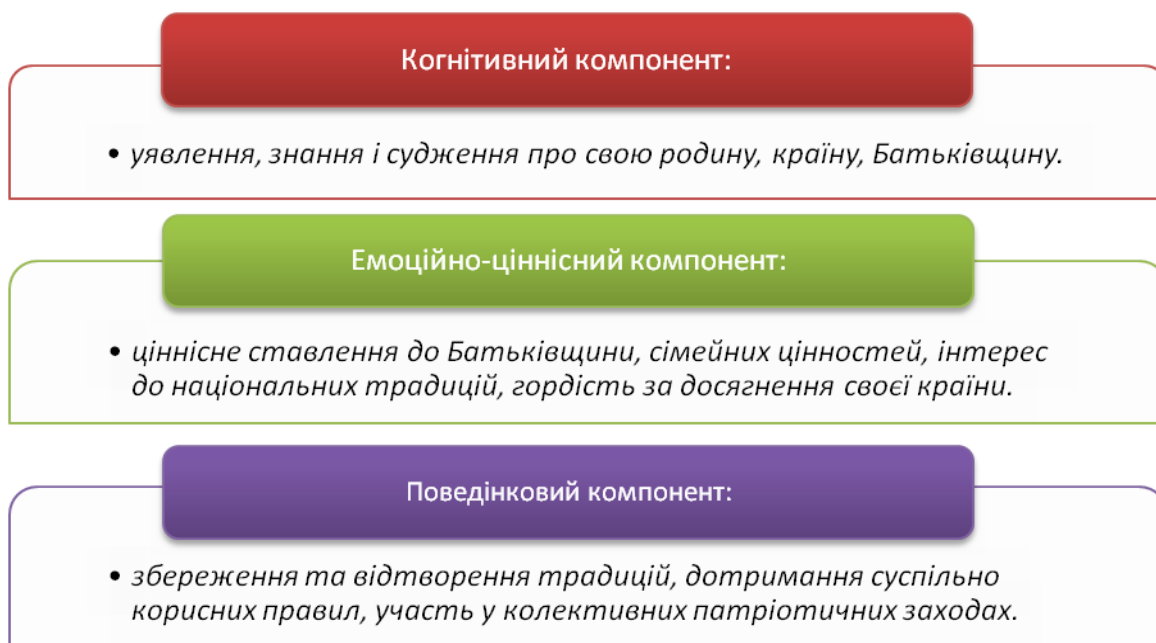 Когнітивний компонент:
• уявлення, знання і судження про свою родину, країну, Батьківщину.
Емоційно-ціннісний компонент:
• ціннісне ставлення до Батьківщини, сімейних цінностей, інтерес
до національних традицій, гордість за досягнення своєї країни.
Поведінковий компонент:
• збереження та відтворення традицій, дотримання суспільно
корисних правил, участь у колективних патріотичних заходах.